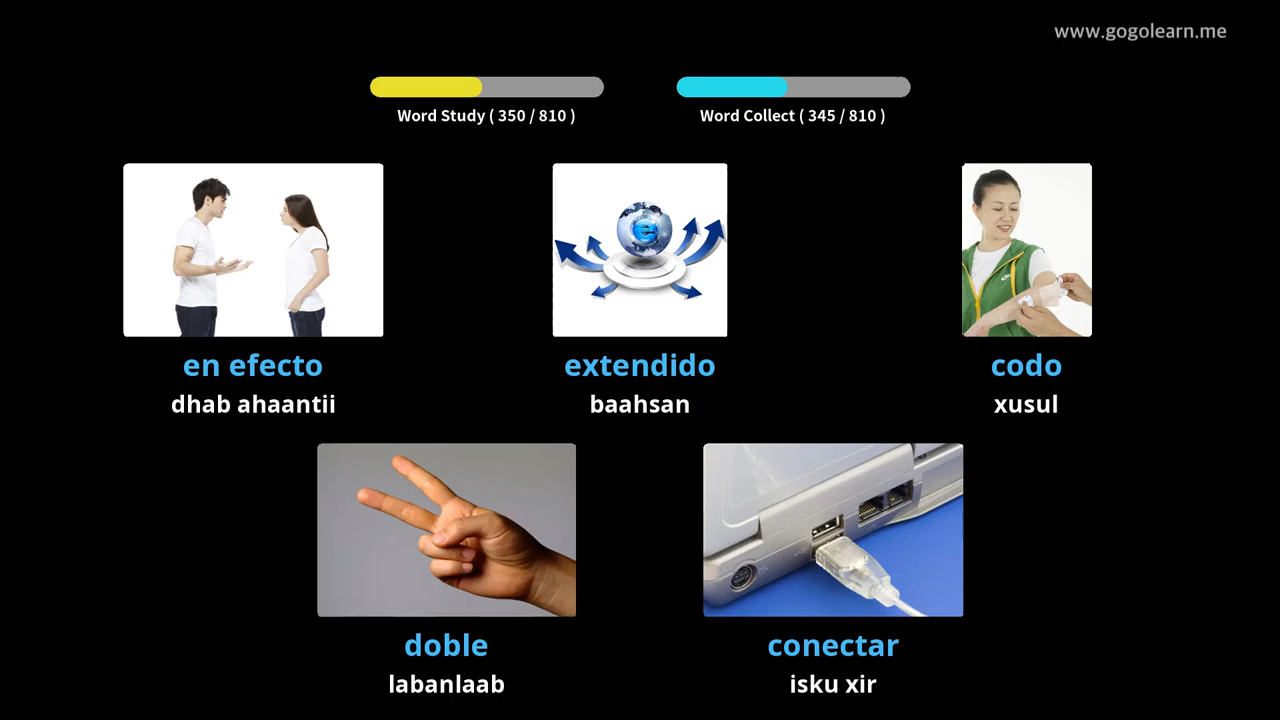 www.gogolearn.me
Word Study ( 350 / 810 )
Word Collect ( 345 / 810 )
en efecto
dhab ahaantii
extendido
baahsan
codo
xusul
doble
labanlaab
conectar
isku xir